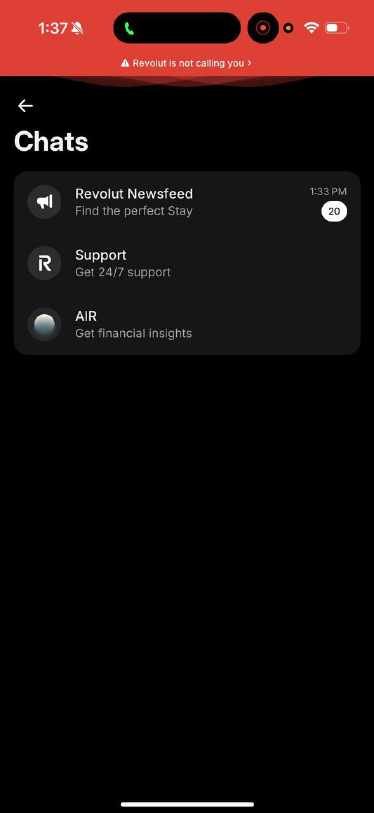 1:37
Revolut is not calling you
Chats
Revolut Newsfeed
1:33 PM
Find the perfect Stay
20
Support
Get 24/7 support
AIR
Get financial insights